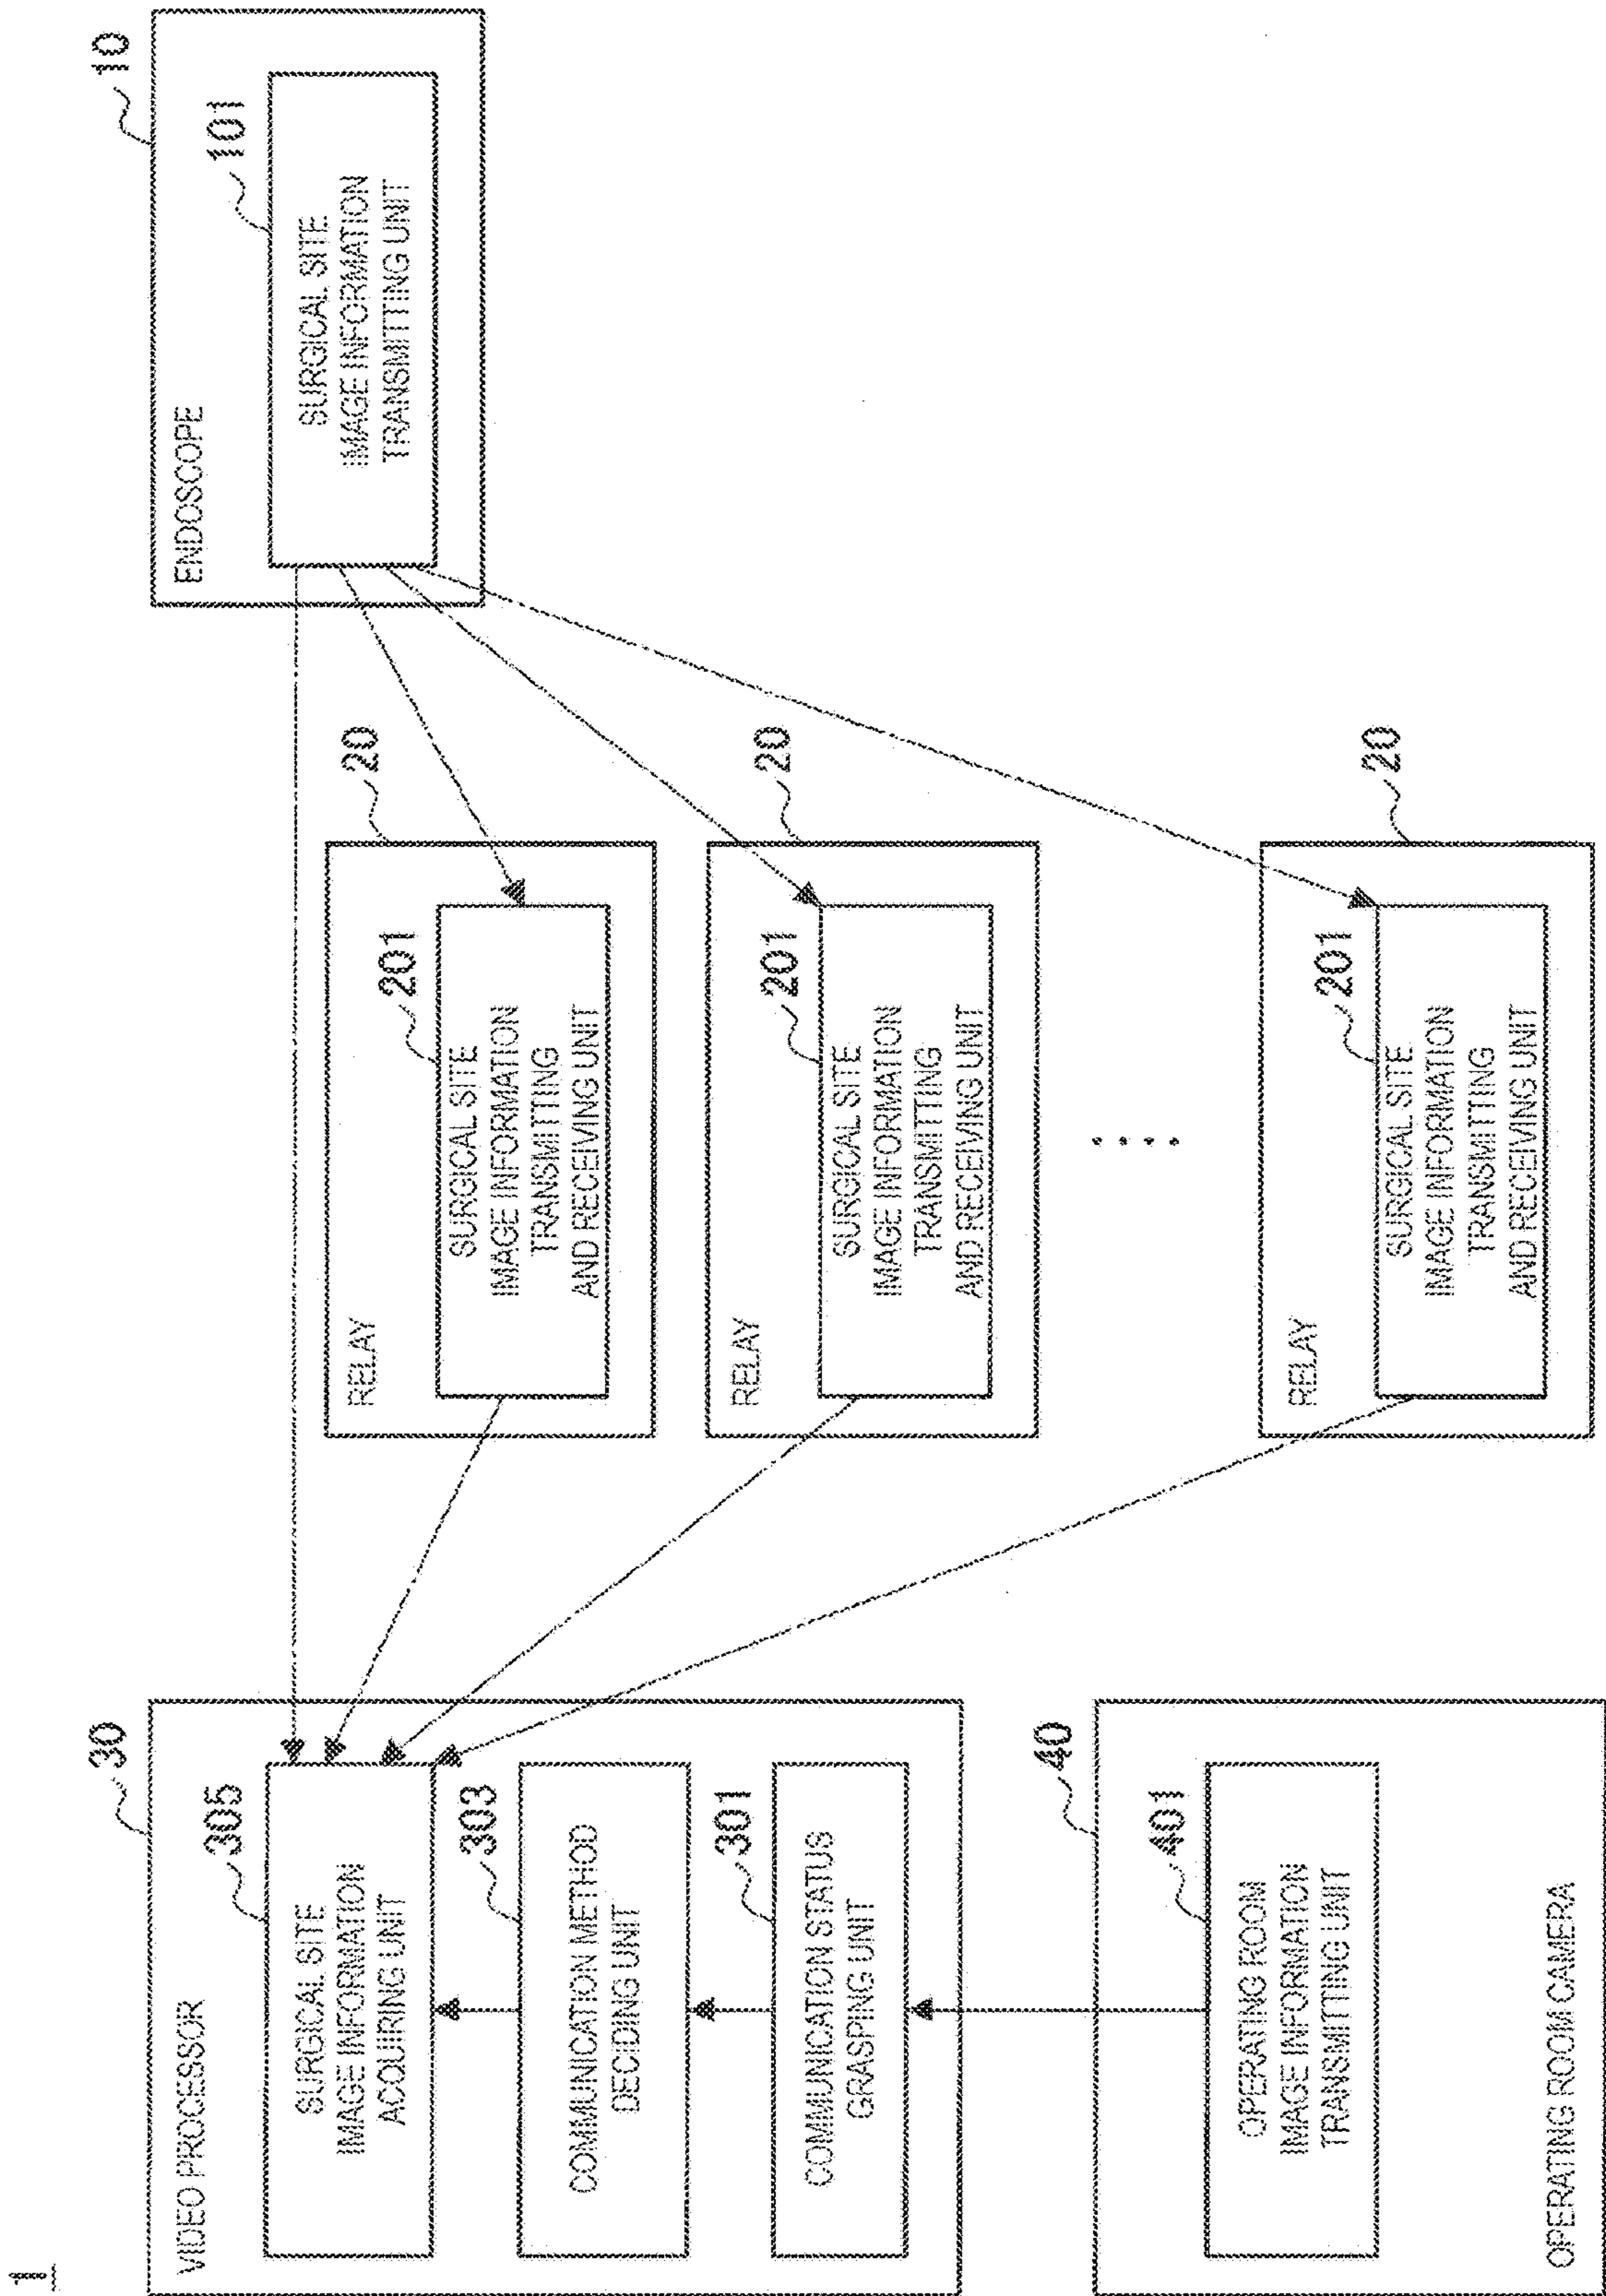 1
30
VIDEO PROCESSOR
305
SURGICAL SITE
IMAGE INFORMATION
ACQUIRING UNIT
303
COMMUNICATION METHOD
DECIDING UNIT
301
COMMUNICATION STATUS
GRASPING UNIT
40
401
OPERATING ROOM
IMAGE INFORMATION
TRANSMITTING UNIT
OPERATING ROOM CAMERA
20
RELAY
201
SURGICAL SITE
IMAGE INFORMATION
TRANSMITTING
AND RECEIVING UNIT
20
RELAY
201
SURGICAL SITE
IMAGE INFORMATION
TRANSMITTING
AND RECEIVING UNIT
....
20
RELAY
201
SURGICAL SITE
IMAGE INFORMATION
TRANSMITTING
AND RECEIVING UNIT
10
ENDOSCOPE
101
SURGICAL SITE
IMAGE INFORMATION
TRANSMITTING UNIT